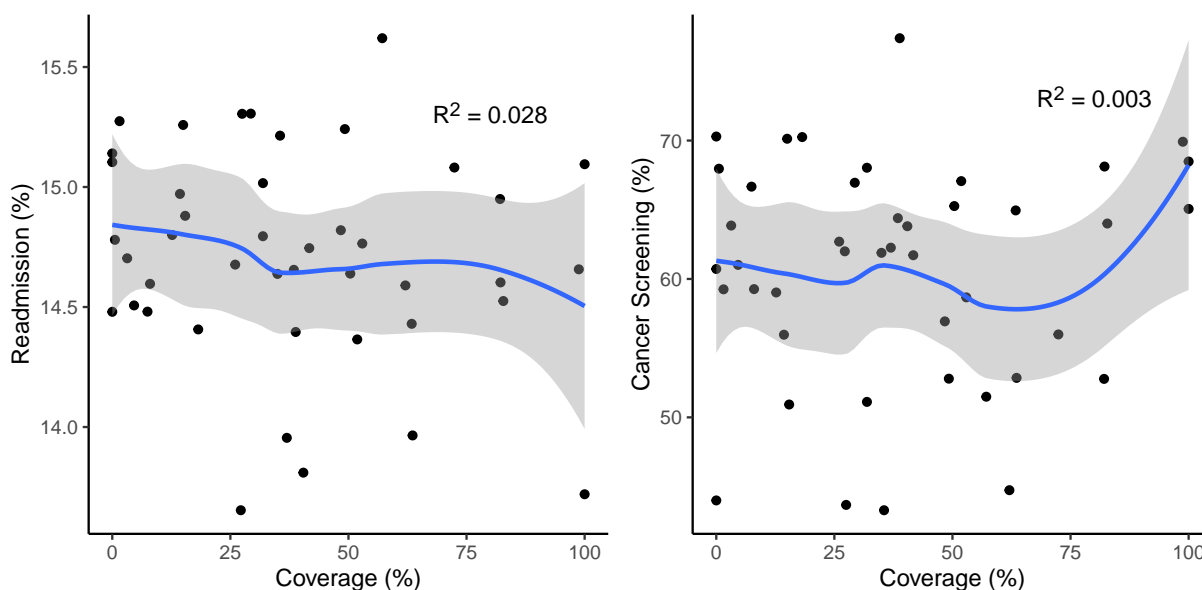 Readmission (%)
15.5
15.0
14.5
14.0
R² = 0.028
0 25 50 75 100
Coverage (%)
Cancer Screening (%)
70
60
50
R² = 0.003
0 25 50 75 100
Coverage (%)